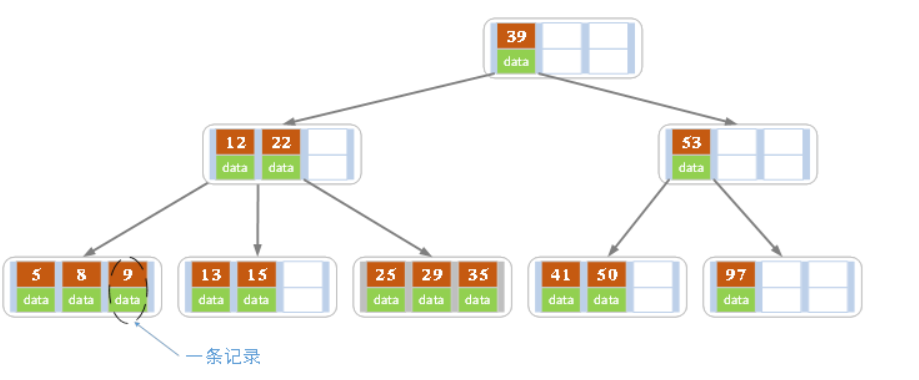 39
data
12 22
data data
53
data
5 8 9
data data data
13 15
data data
25 29 35
data data data
41 50
data data
97
data
一条记录